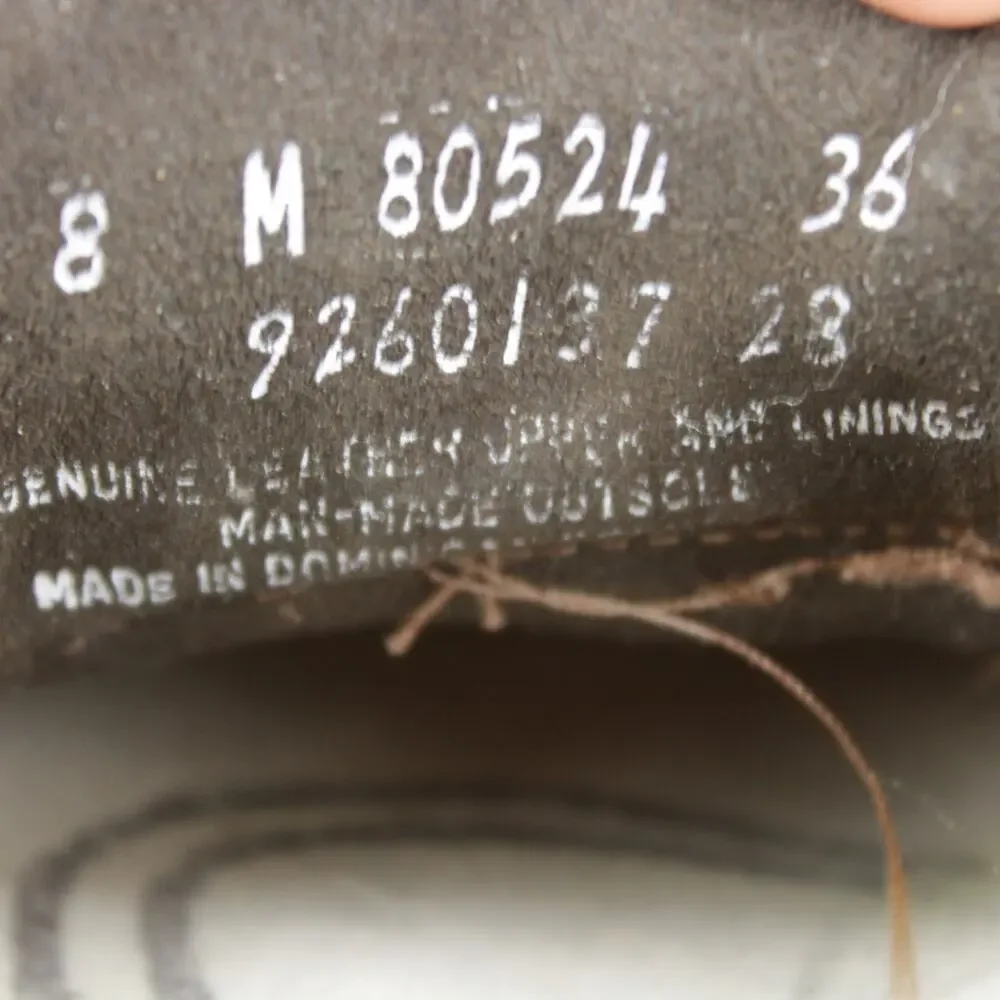 8 M 80524 36
9260137 28
GENUINE LEATHER UPPER AND LININGS
MAN-MADE OUTSOLE
MADE IN